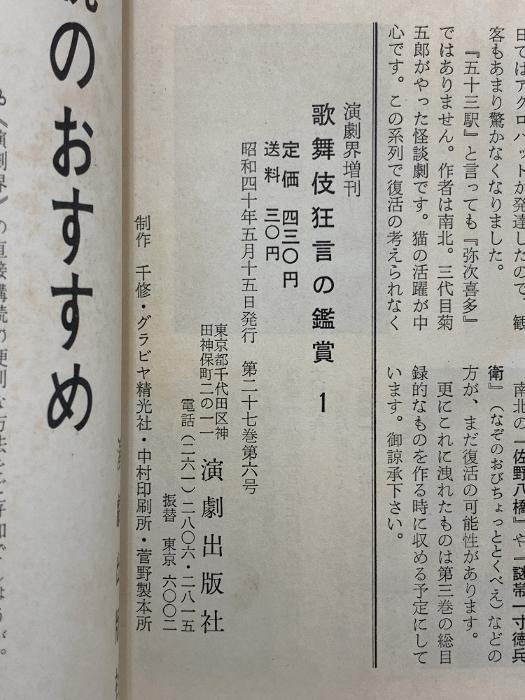 日ではアクロバットが発達したので、観
客もあまり驚かなくなりました。
『五十三駅』と言っても『弥次喜多』
ではありません。作者は南北。三代目菊
五郎がやった怪談劇です。猫の活躍が中
心です。この系列で復活の考えられなく
南北の『佐野八橋』や『謎帯一寸徳兵
衛』（なぞのおびちょっととくべえ）などの
方が、まだ復活の可能性があります。
更にこれに洩れたものは第三巻の総目
録的なものを作る時に収める予定にして
います。御諒承下さい。
演劇界増刊
歌舞伎狂言の鑑賞 1
定価 四三〇円
送料 三〇円
昭和四十年五月十五日発行 第二十七巻第六号
東京都千代田区神
田神保町二の一一
演劇出版社
電話（二六一）二八〇六・二八一五
振替 東京 六〇〇二
制作 千修・グラビヤ精光社・中村印刷所・菅野製本所
のおすすめ